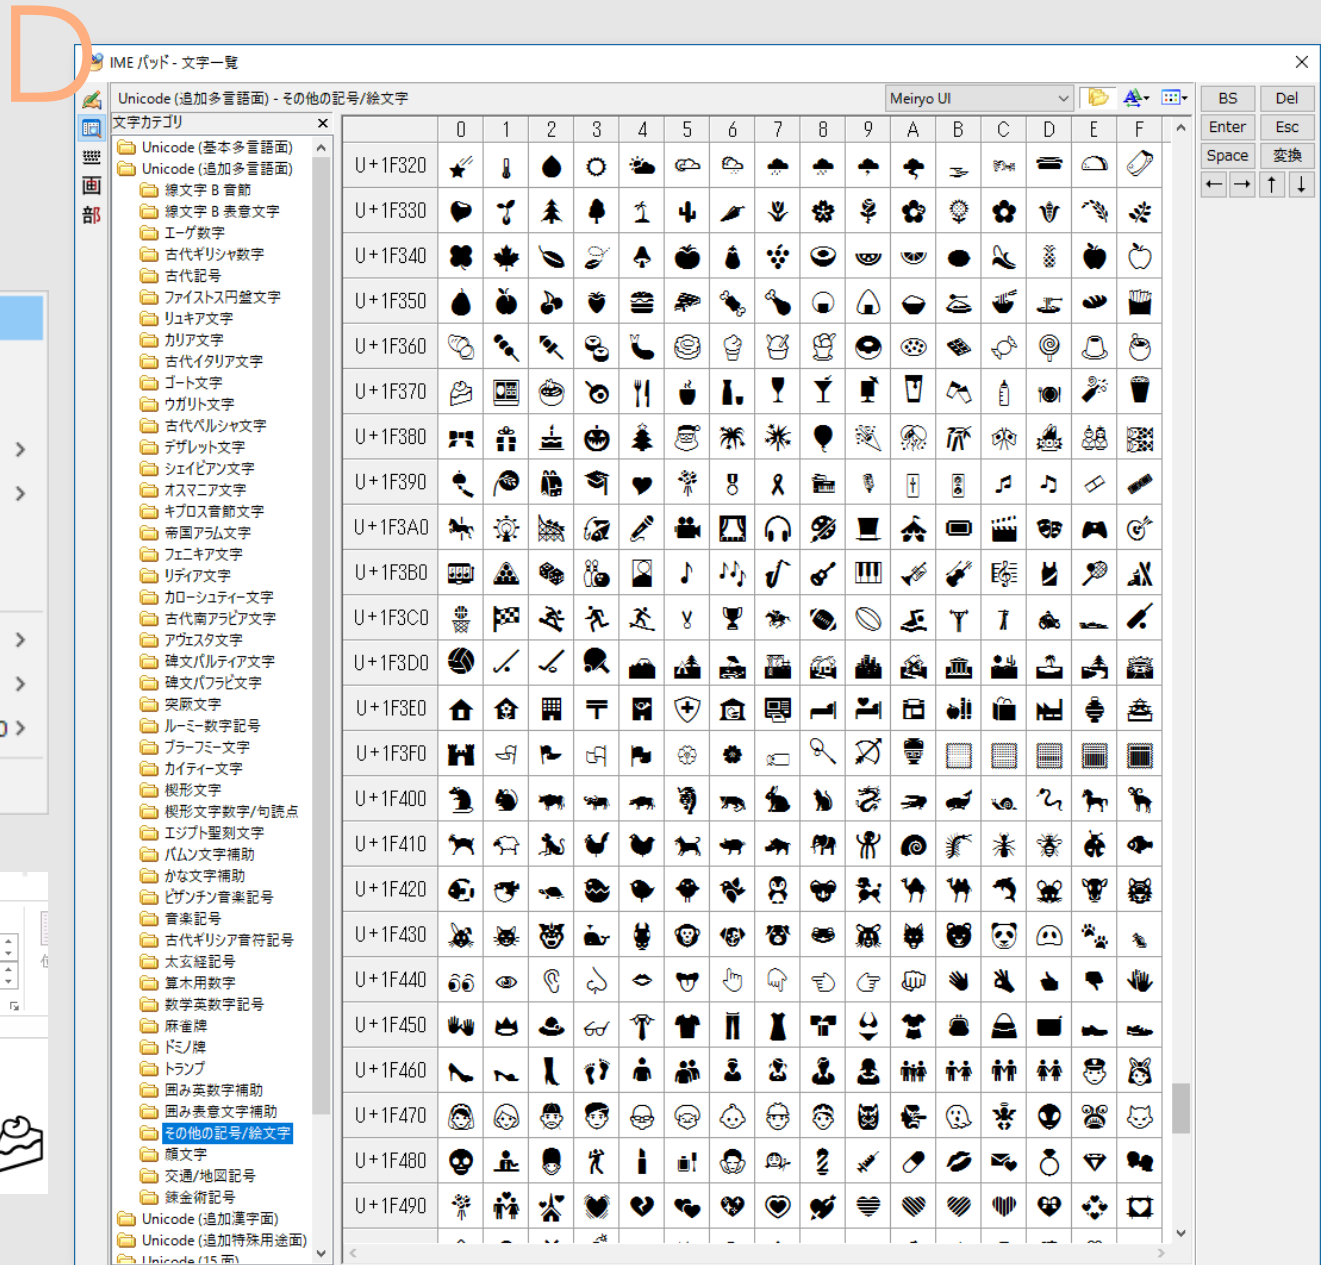 D
IME パッド - 文字一覧
Unicode (追加多言語面) - その他の記号/絵文字
Meiryo UI
BS Del
Enter Esc
Space 変換
← → ↑ ↓
画
部
文字カテゴリ
Unicode (基本多言語面)
Unicode (追加多言語面)
線文字 B 音節
線文字 B 表意文字
エーゲ数字
古代ギリシャ数字
古代記号
ファイストス円盤文字
リュキア文字
カリア文字
古代イタリア文字
ゴート文字
ウガリト文字
古代ペルシャ文字
デザレット文字
シェイビアン文字
オスマニア文字
キプロス音節文字
帝国アラム文字
フェニキア文字
リディア文字
カローシュティー文字
古代南アラビア文字
アヴェスタ文字
碑文パルティア文字
碑文パフラビ文字
突厥文字
ルーミー数字記号
ブラーフミー文字
カイティー文字
楔形文字
楔形文字数字/句読点
エジプト聖刻文字
バムン文字補助
かな文字補助
ビザンチン音楽記号
音楽記号
古代ギリシア音符記号
太玄経記号
算木用数字
数学英数字記号
麻雀牌
ドミノ牌
トランプ
囲み英数字補助
囲み表意文字補助
その他の記号/絵文字
顔文字
交通/地図記号
錬金術記号
Unicode (追加漢字面)
Unicode (追加特殊用途面)
Unicode (15 面)
0 1 2 3 4 5 6 7 8 9 A B C D E F
U+1F320
U+1F330
U+1F340
U+1F350
U+1F360
U+1F370
U+1F380
U+1F390
U+1F3A0
U+1F3B0
U+1F3C0
U+1F3D0
U+1F3E0
U+1F3F0
U+1F400
U+1F410
U+1F420
U+1F430
U+1F440
U+1F450
U+1F460
U+1F470
U+1F480
U+1F490